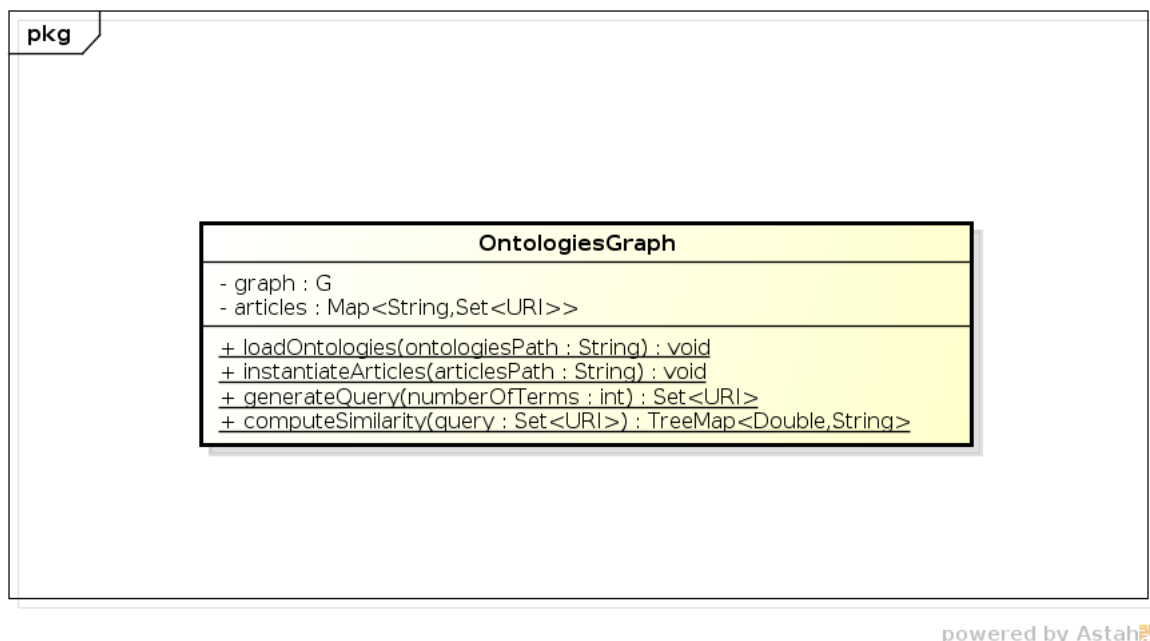 pkg
OntologiesGraph
- graph : G
- articles : Map<String,Set<URI>>
+ loadOntologies(ontologiesPath : String) : void
+ instantiateArticles(articlesPath : String) : void
+ generateQuery(numberOfTerms : int) : Set<URI>
+ computeSimilarity(query : Set<URI>) : TreeMap<Double,String>
powered by Astah